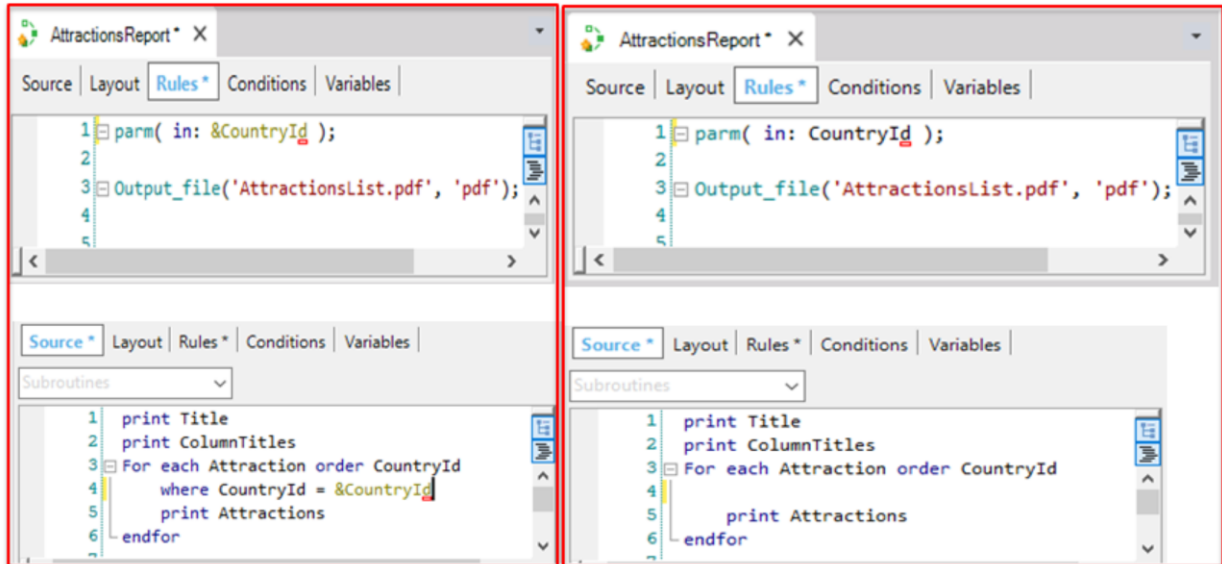 AttractionsReport * X
Source Layout Rules * Conditions Variables
1 parm( in: &CountryId );
2
3 Output_file('AttractionsList.pdf', 'pdf');
4
5
Source * Layout Rules * Conditions Variables
Subroutines
1 print Title
2 print ColumnTitles
3 For each Attraction order CountryId
4 where CountryId = &CountryId
5 print Attractions
6 endfor
AttractionsReport * X
Source Layout Rules * Conditions Variables
1 parm( in: CountryId );
2
3 Output_file('AttractionsList.pdf', 'pdf');
4
5
Source * Layout Rules * Conditions Variables
Subroutines
1 print Title
2 print ColumnTitles
3 For each Attraction order CountryId
4
5 print Attractions
6 endfor